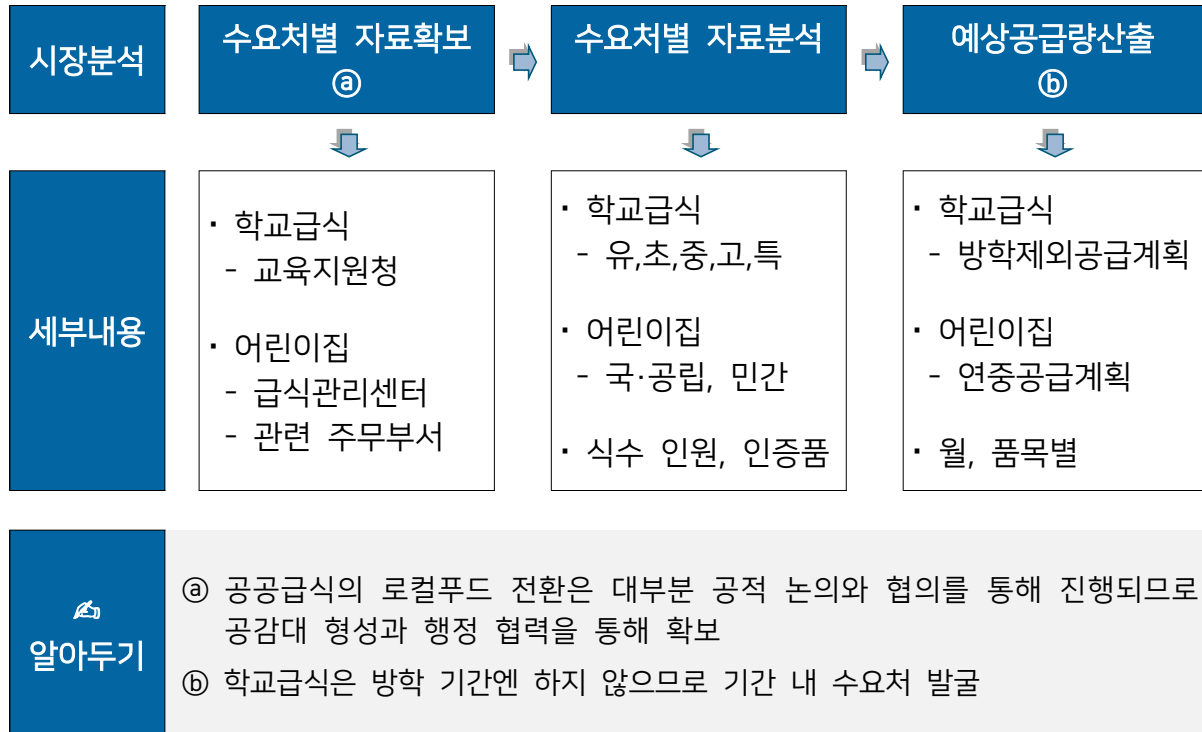 시장분석
수요처별 자료확보
ⓐ
수요처별 자료분석
예상공급량산출
ⓑ
세부내용
· 학교급식
- 교육지원청
· 어린이집
- 급식관리센터
- 관련 주무부서
· 학교급식
- 유,초,중,고,특
· 어린이집
- 국·공립, 민간
· 식수 인원, 인증품
· 학교급식
- 방학제외공급계획
· 어린이집
- 연중공급계획
· 월, 품목별
✍
알아두기
ⓐ 공공급식의 로컬푸드 전환은 대부분 공적 논의와 협의를 통해 진행되므로
공감대 형성과 행정 협력을 통해 확보
ⓑ 학교급식은 방학 기간엔 하지 않으므로 기간 내 수요처 발굴